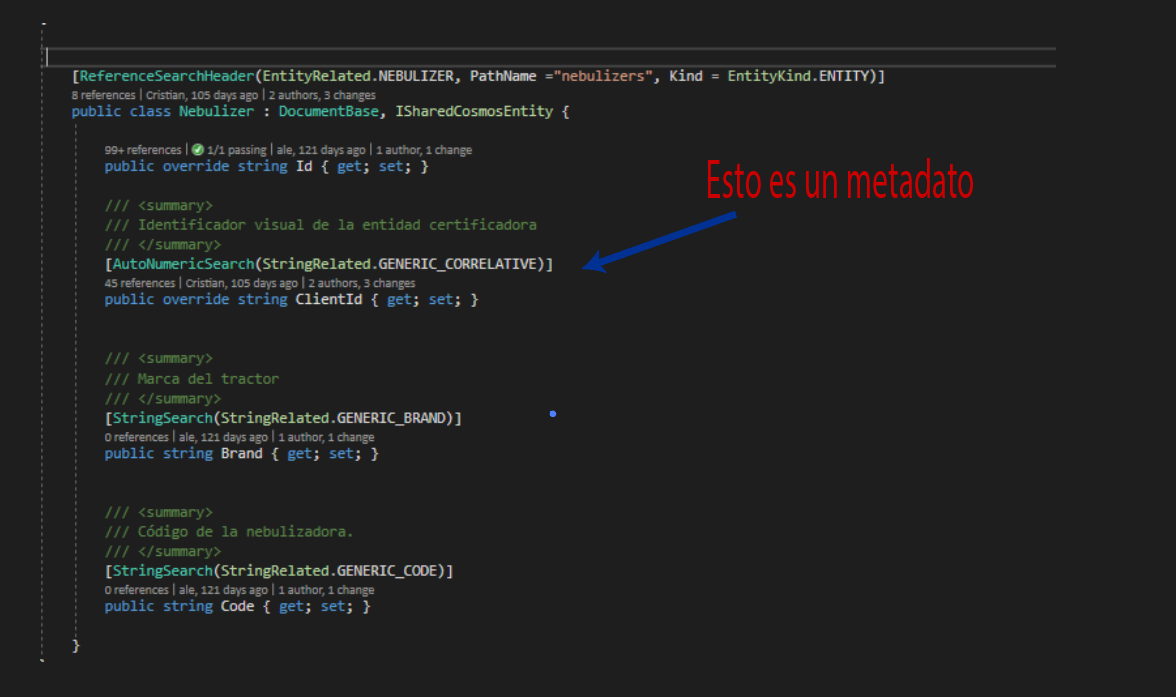 [ReferenceSearchHeader(EntityRelated.NEBULIZER, PathName ="nebulizers", Kind = EntityKind.ENTITY)]
8 references | Cristian, 105 days ago | 2 authors, 3 changes
public class Nebulizer : DocumentBase, ISharedCosmosEntity {
99+ references | 1/1 passing | ale, 121 days ago | 1 author, 1 change
public override string Id { get; set; }
Esto es un metadato
/// <summary>
/// Identificador visual de la entidad certificadora
/// </summary>
[AutoNumericSearch(StringRelated.GENERIC_CORRELATIVE)]
45 references | Cristian, 105 days ago | 2 authors, 3 changes
public override string ClientId { get; set; }
/// <summary>
/// Marca del tractor
/// </summary>
[StringSearch(StringRelated.GENERIC_BRAND)]
0 references | ale, 121 days ago | 1 author, 1 change
public string Brand { get; set; }
/// <summary>
/// Código de la nebulizadora.
/// </summary>
[StringSearch(StringRelated.GENERIC_CODE)]
0 references | ale, 121 days ago | 1 author, 1 change
public string Code { get; set; }
}